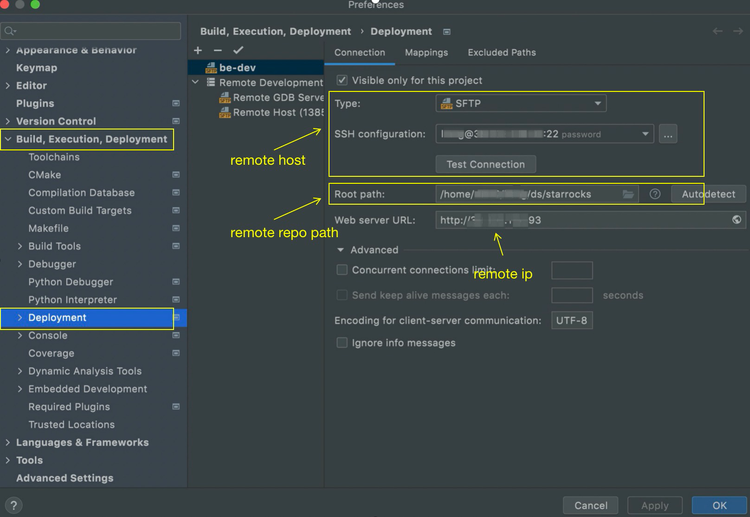 Preferences
Build, Execution, Deployment › Deployment
Appearance & Behavior
Keymap
Editor
Plugins
Version Control
Build, Execution, Deployment
Toolchains
CMake
Compilation Database
Custom Build Targets
Makefile
Build Tools
Debugger
Python Debugger
Python Interpreter
Deployment
Console
Coverage
Dynamic Analysis Tools
Embedded Development
Required Plugins
Trusted Locations
Languages & Frameworks
Tools
Advanced Settings
be-dev
Remote Development
Remote GDB Serve
Remote Host (1385
Connection Mappings Excluded Paths
Visible only for this project
Type: SFTP
SSH configuration: :22 password ...
remote host
Test Connection
Root path: /home/ /ds/starrocks Autodetect
remote repo path
Web server URL: http:// 93
remote ip
Advanced
Concurrent connections limit:
Send keep alive messages each: seconds
Encoding for client-server communication: UTF-8
Ignore info messages
? Cancel Apply OK